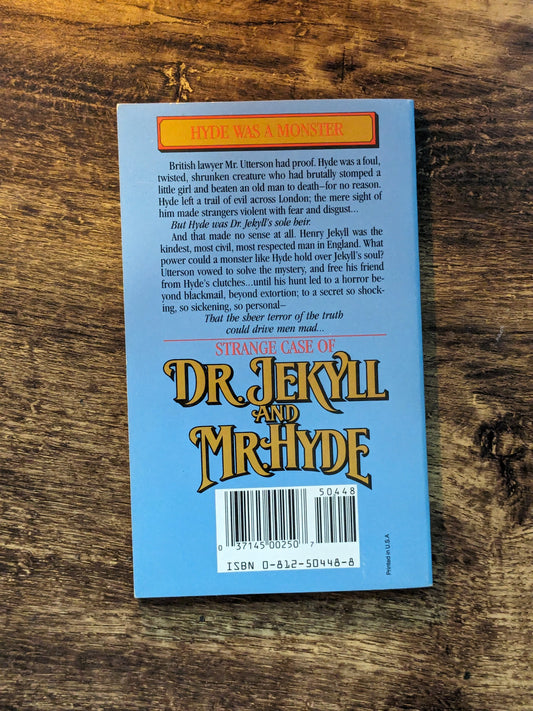 HYDE WAS A MONSTER
British lawyer Mr. Utterson had proof. Hyde was a foul,
twisted, shrunken creature who had brutally stomped a
little girl and beaten an old man to death–for no reason.
Hyde left a trail of evil across London; the mere sight of
him made strangers violent with fear and disgust...
But Hyde was Dr. Jekyll's sole heir.
And that made no sense at all. Henry Jekyll was the
kindest, most civil, most respected man in England. What
power could a monster like Hyde hold over Jekyll's soul?
Utterson vowed to solve the mystery, and free his friend
from Hyde's clutches...until his hunt led to a horror be-
yond blackmail, beyond extortion; to a secret so shock-
ing, so sickening, so personal–
That the sheer terror of the truth
could drive men mad...
STRANGE CASE OF
DR. JEKYLL
AND
MR HYDE
50448
0 37145 00250 7
ISBN 0-812-50448-8
Printed in U.S.A